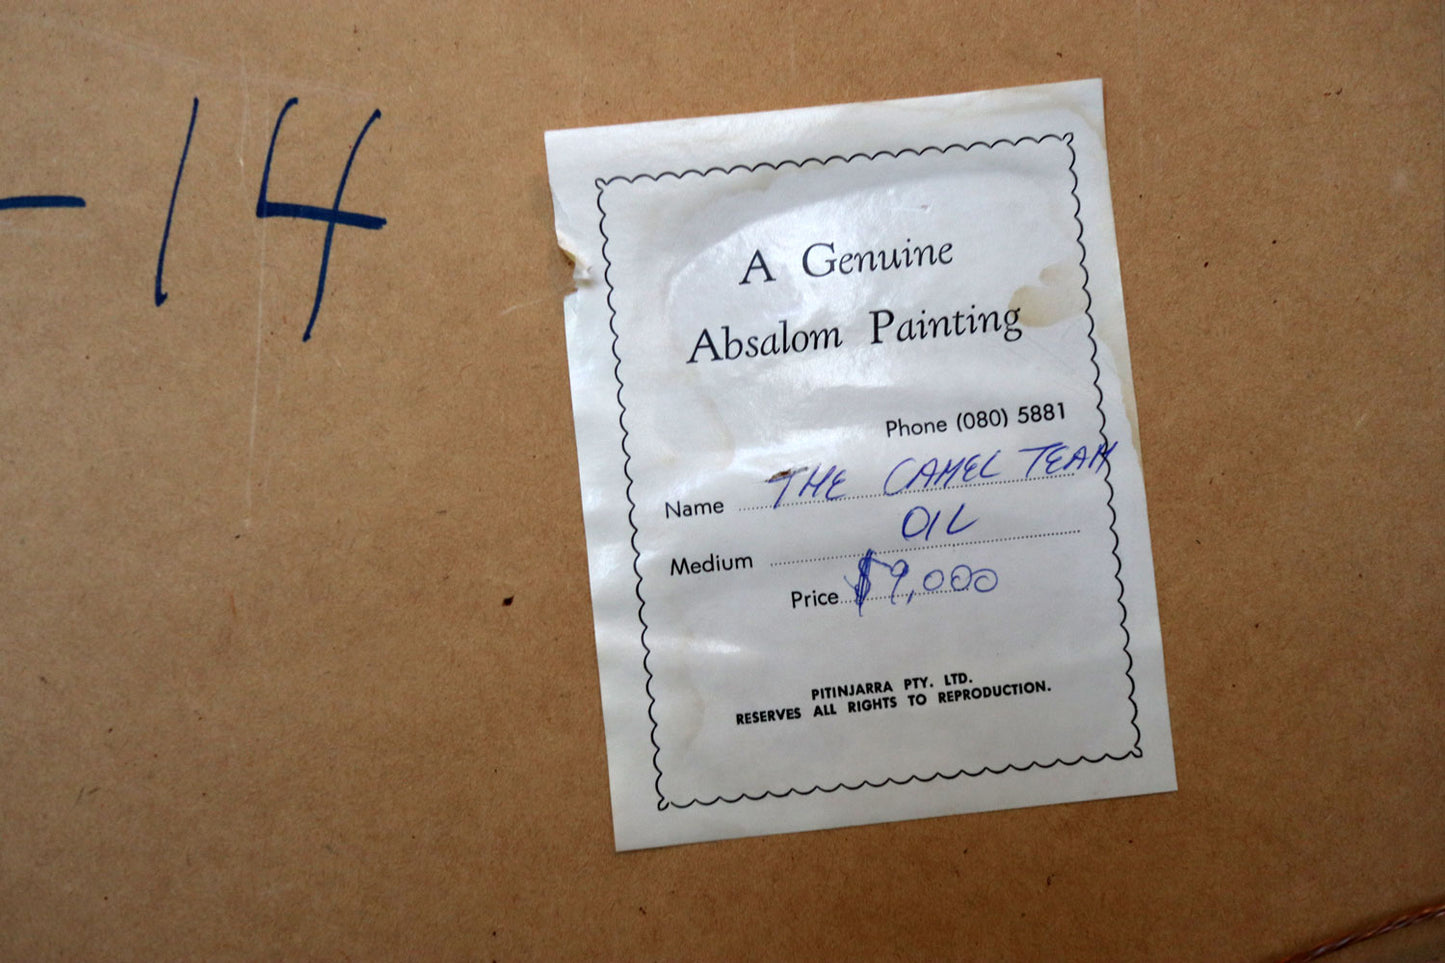 -14
A Genuine
Absalom Painting
Phone (080) 5881
Name THE CAMEL TEAM
Medium OIL
Price $9,000
PITINJARRA PTY. LTD.
RESERVES ALL RIGHTS TO REPRODUCTION.